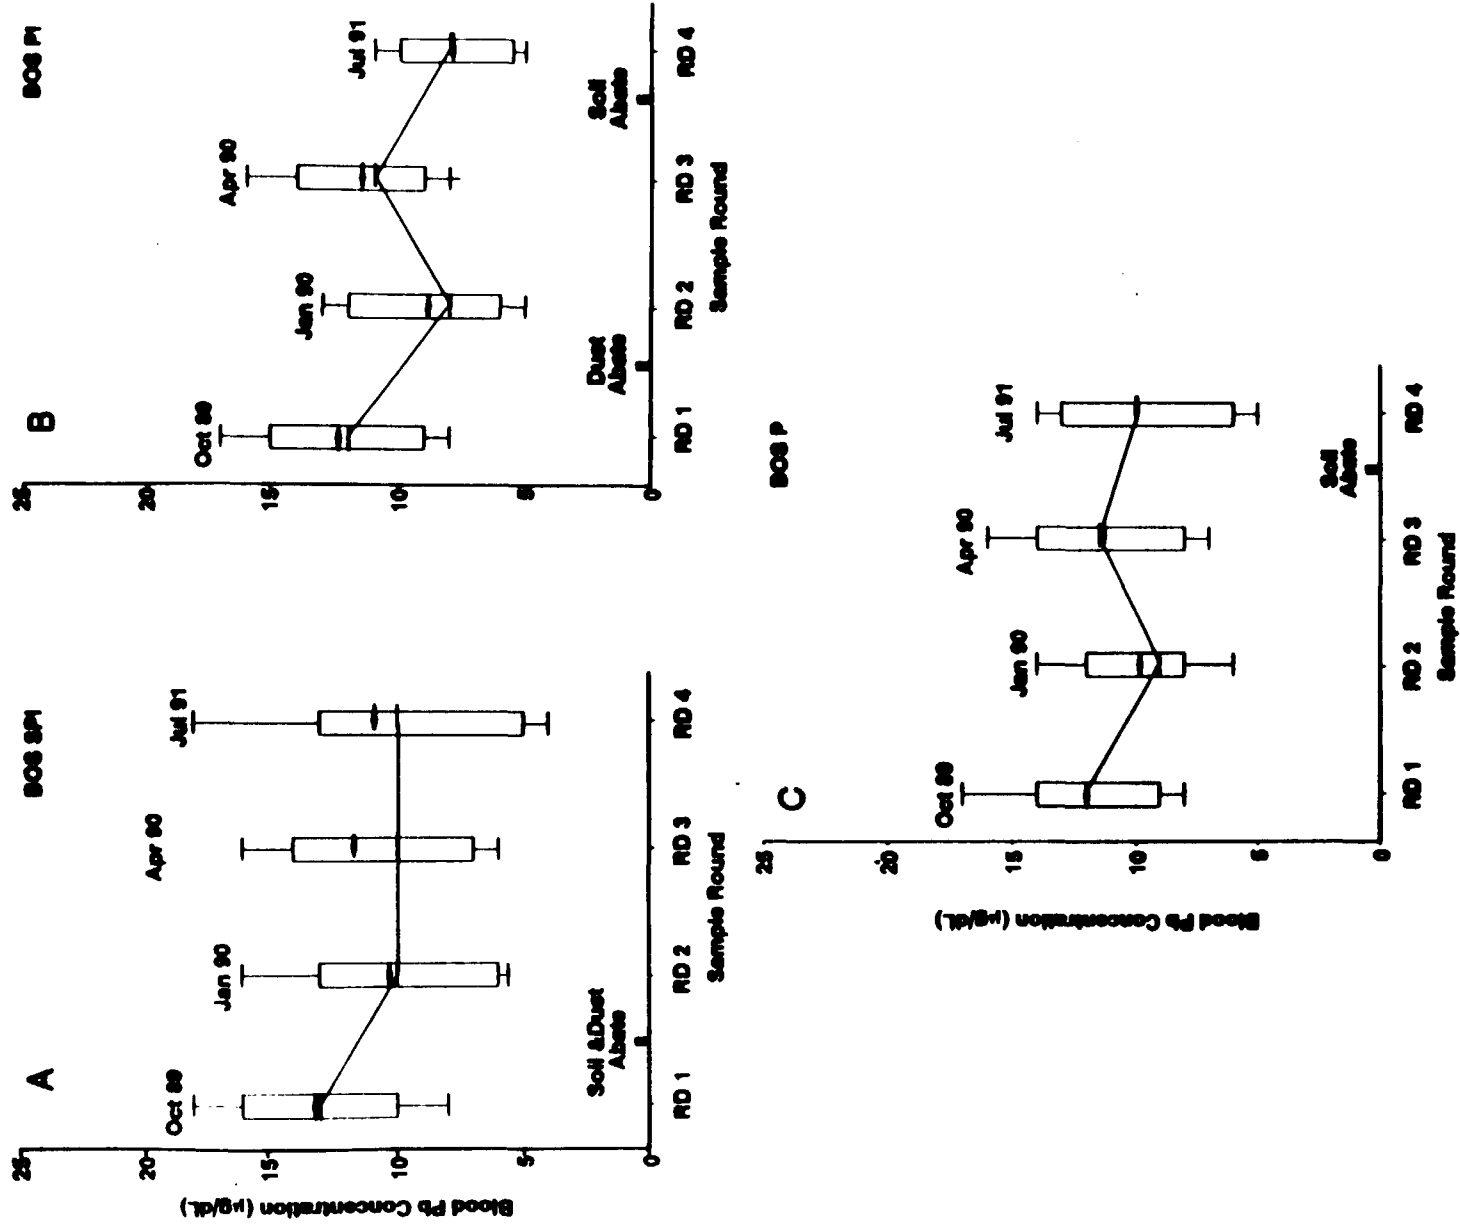 A
BOS SPI
Blood Pb Concentration (µg/dL)
25
20
15
10
5
0
Oct 89
Jan 90
Apr 90
Jul 91
Soil &Dust
Abate
RD 1
RD 2
RD 3
RD 4
Sample Round
B
BOS PI
25
20
15
10
5
0
Oct 89
Jan 90
Apr 90
Jul 91
Dust
Abate
Soil
Abate
RD 1
RD 2
RD 3
RD 4
Sample Round
C
BOS P
Blood Pb Concentration (µg/dL)
25
20
15
10
5
0
Oct 89
Jan 90
Apr 90
Jul 91
Soil
Abate
RD 1
RD 2
RD 3
RD 4
Sample Round